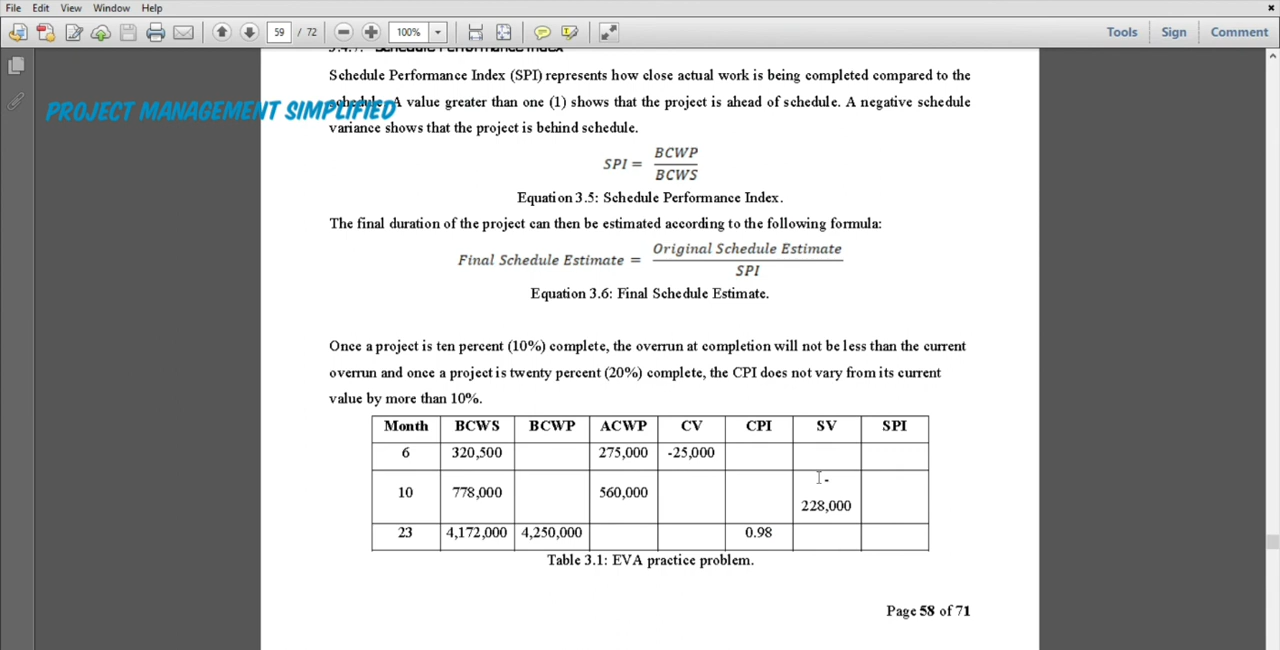 File Edit View Window Help
59 / 72 100% Tools Sign Comment
3.4.7. Schedule Performance Index
Schedule Performance Index (SPI) represents how close actual work is being completed compared to the
schedule. A value greater than one (1) shows that the project is ahead of schedule. A negative schedule
PROJECT MANAGEMENT SIMPLIFIED
variance shows that the project is behind schedule.
SPI = BCWP
BCWS
Equation 3.5: Schedule Performance Index.
The final duration of the project can then be estimated according to the following formula:
Final Schedule Estimate = Original Schedule Estimate
SPI
Equation 3.6: Final Schedule Estimate.
Once a project is ten percent (10%) complete, the overrun at completion will not be less than the current
overrun and once a project is twenty percent (20%) complete, the CPI does not vary from its current
value by more than 10%.
Month BCWS BCWP ACWP CV CPI SV SPI
6 320,500 275,000 -25,000
10 778,000 560,000 -
228,000
23 4,172,000 4,250,000 0.98
Table 3.1: EVA practice problem.
Page 58 of 71